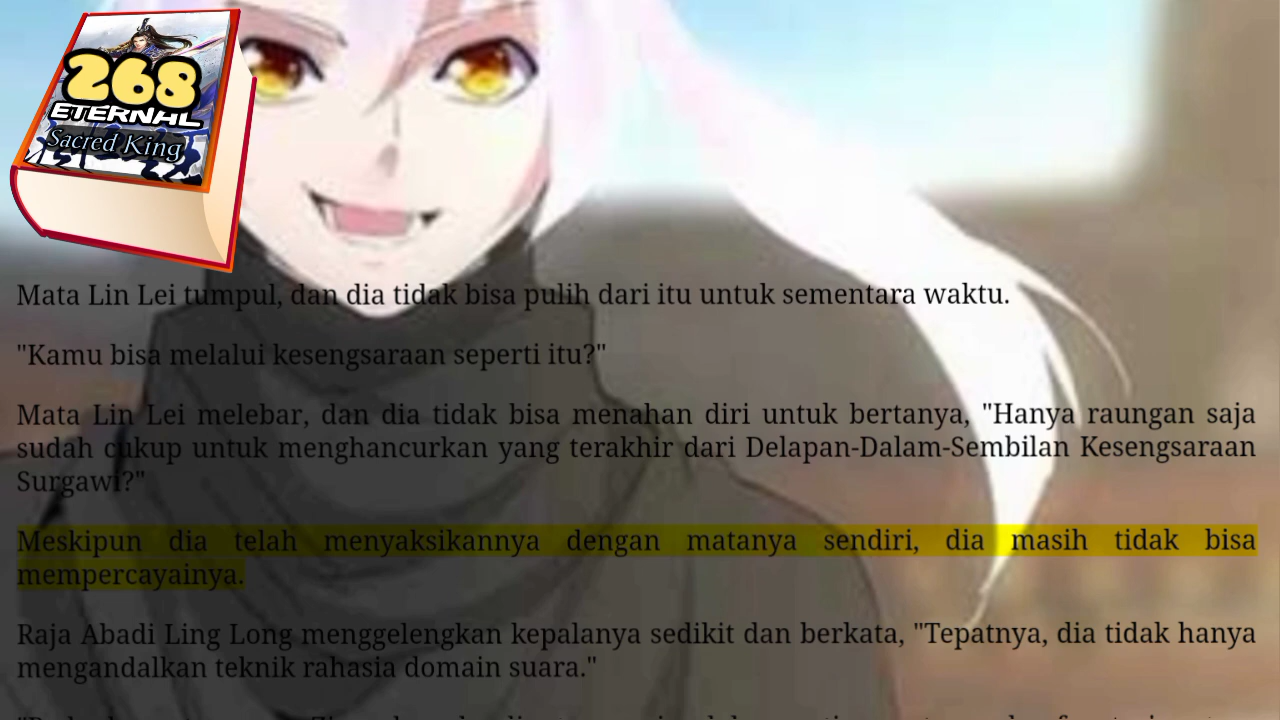 268
ETERNAL
Sacred King
Mata Lin Lei tumpul, dan dia tidak bisa pulih dari itu untuk sementara waktu.
"Kamu bisa melalui kesengsaraan seperti itu?"
Mata Lin Lei melebar, dan dia tidak bisa menahan diri untuk bertanya, "Hanya raungan saja
sudah cukup untuk menghancurkan yang terakhir dari Delapan-Dalam-Sembilan Kesengsaraan
Surgawi?"
Meskipun dia telah menyaksikannya dengan matanya sendiri, dia masih tidak bisa
mempercayainya.
Raja Abadi Ling Long menggelengkan kepalanya sedikit dan berkata, "Tepatnya, dia tidak hanya
mengandalkan teknik rahasia domain suara."